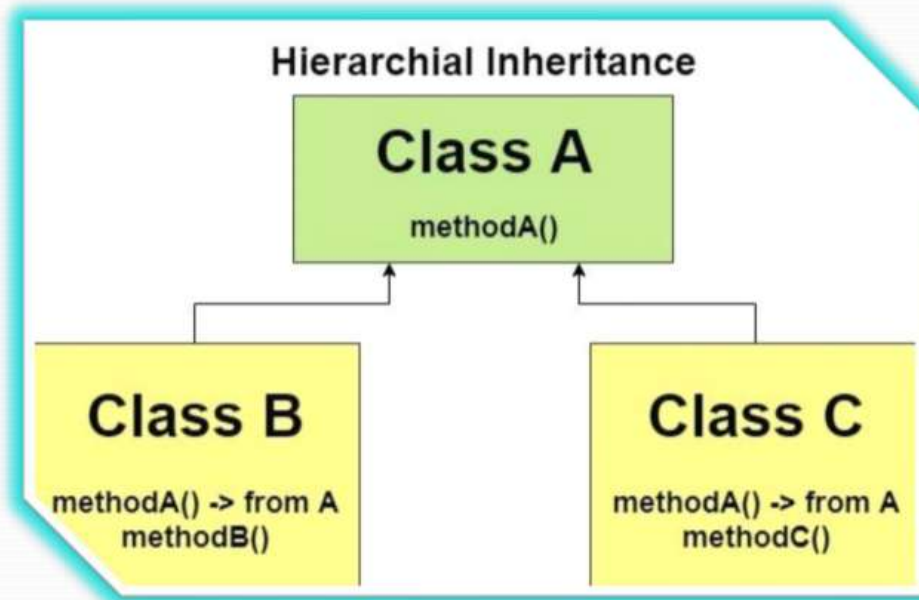 Hierarchial Inheritance
Class A
methodA()
Class B
methodA() -> from A
methodB()
Class C
methodA() -> from A
methodC()